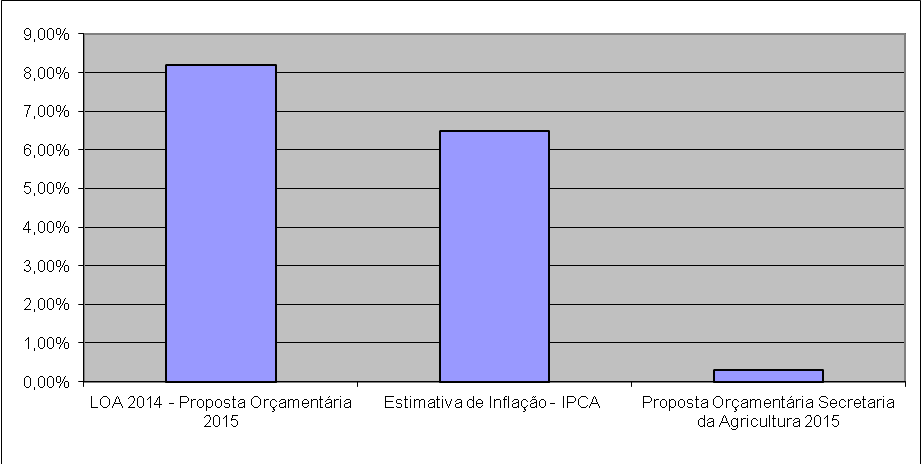 9,00%
8,00%
7,00%
6,00%
5,00%
4,00%
3,00%
2,00%
1,00%
0,00%
LOA 2014 - Proposta Orçamentária
2015
Estimativa de Inflação - IPCA
Proposta Orçamentária Secretaria
da Agricultura 2015